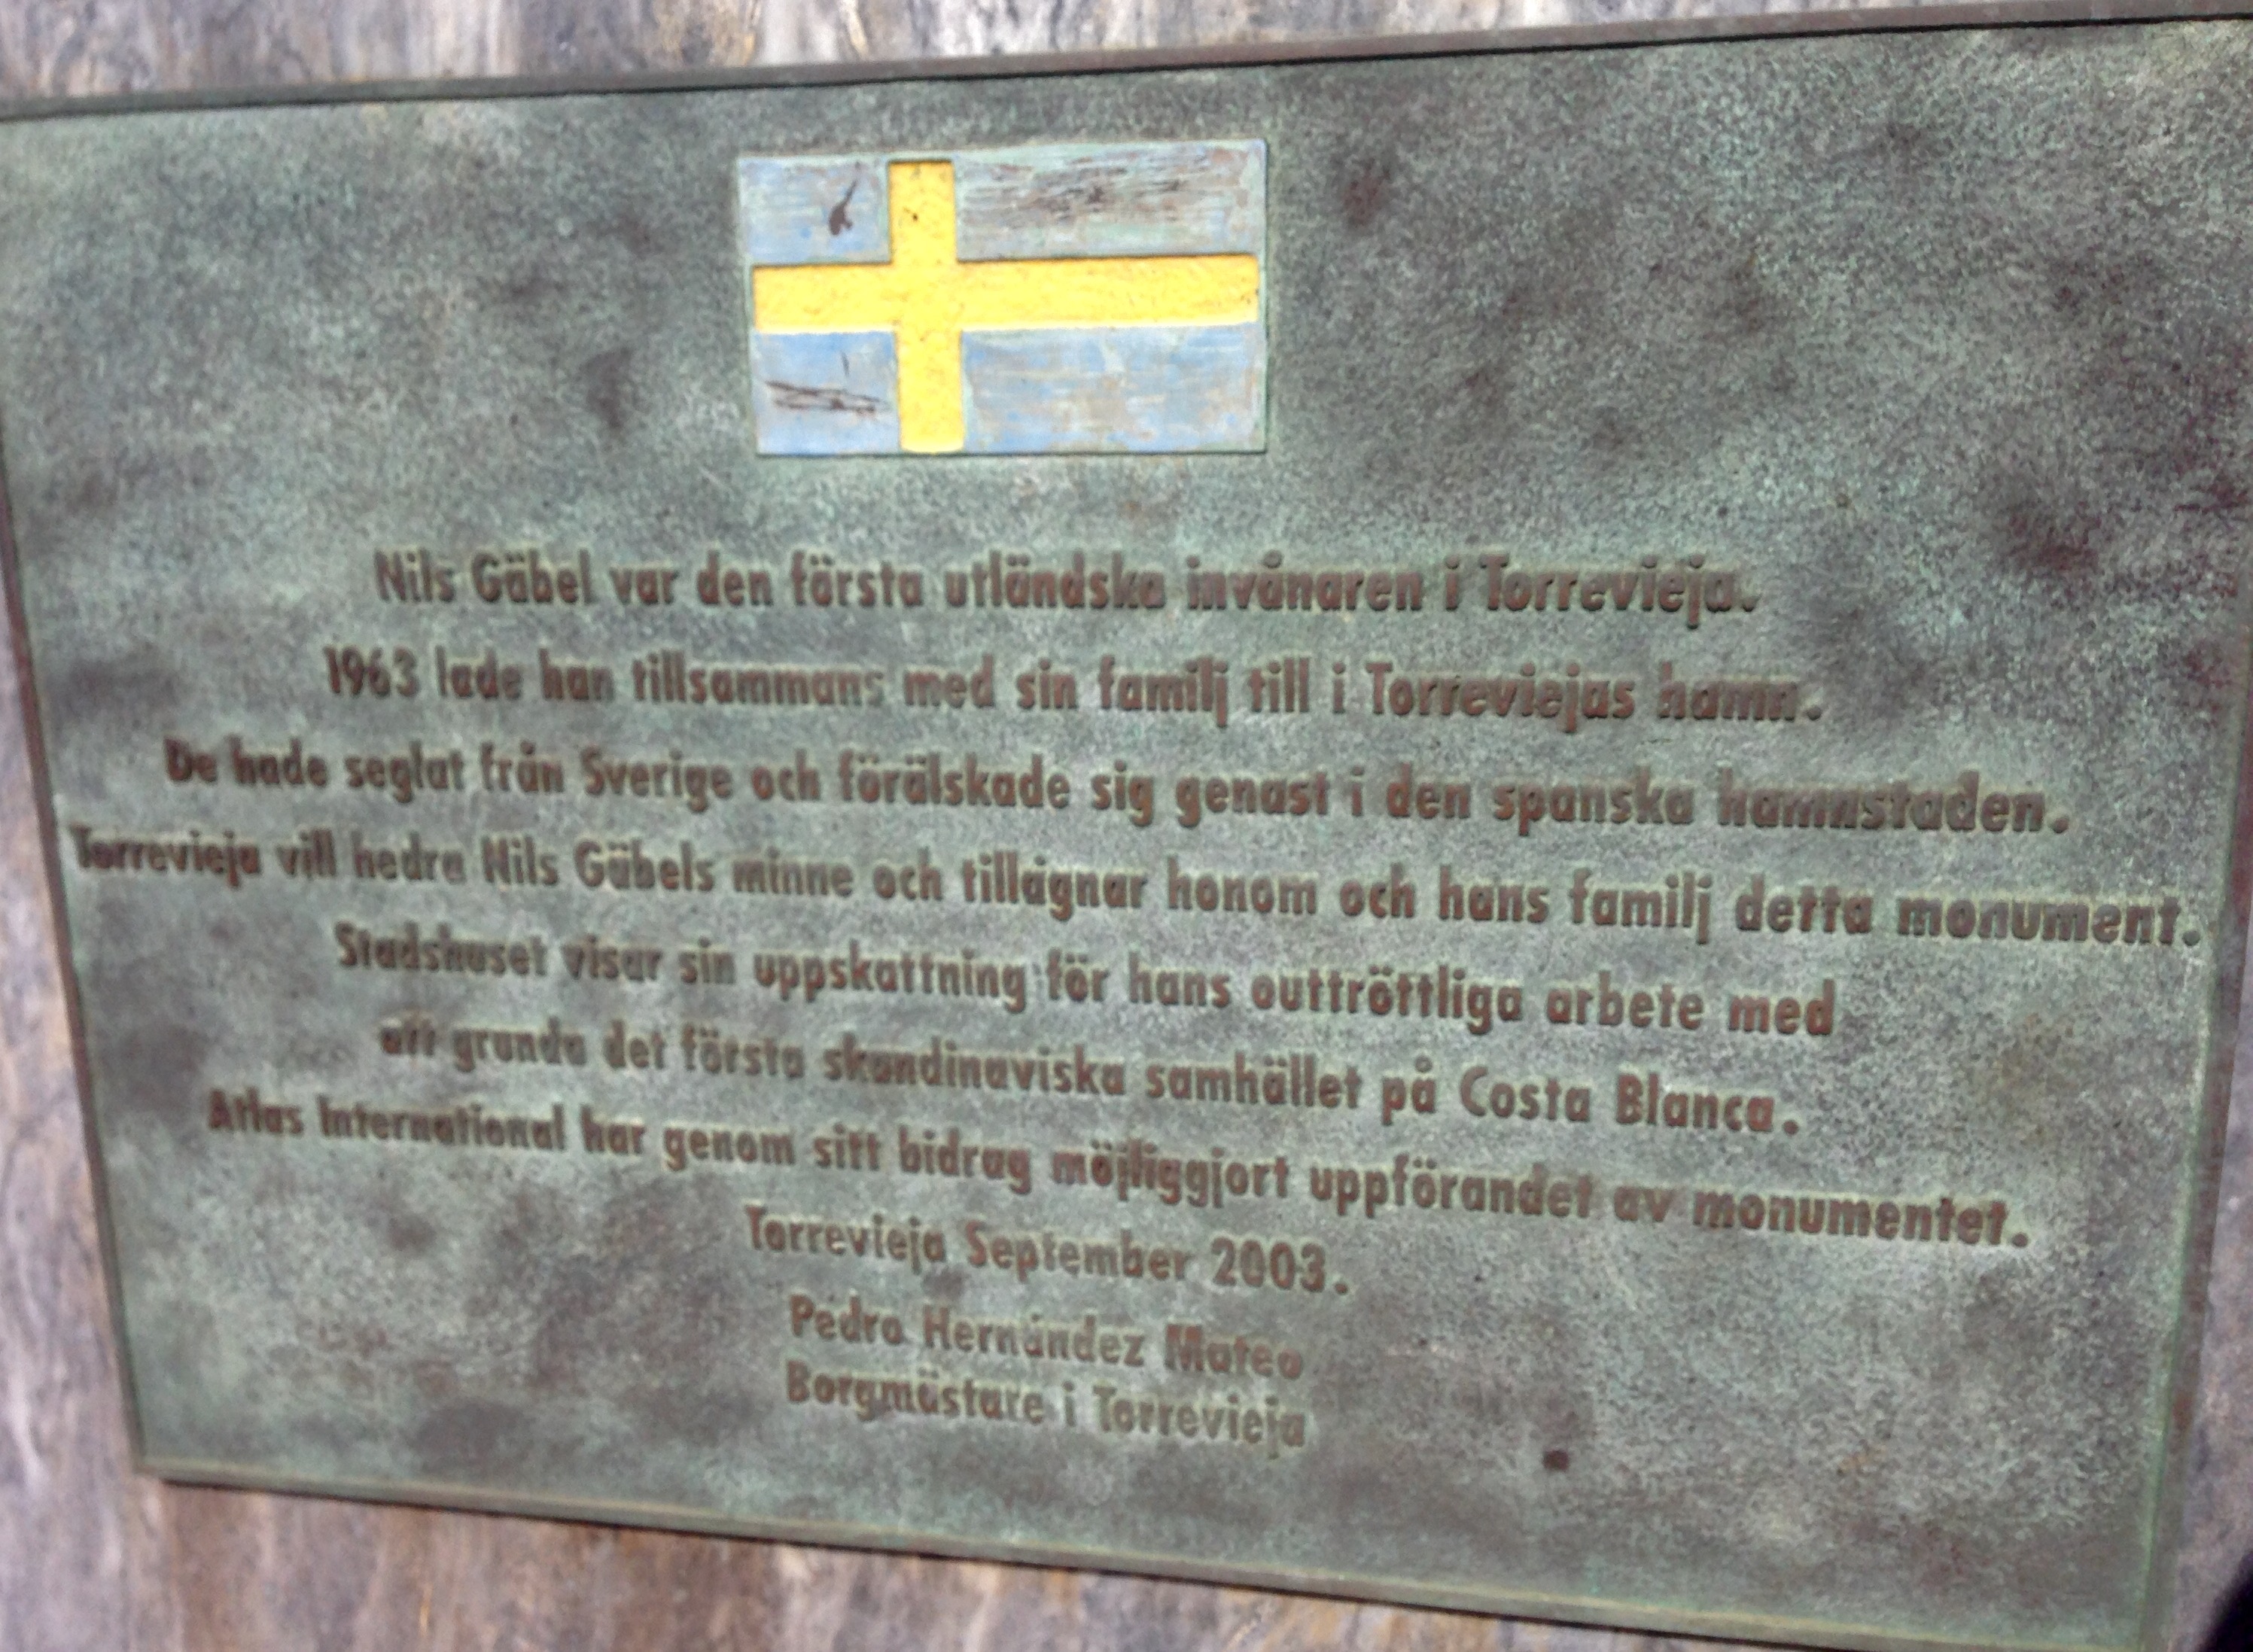 Nils Gäbel var den första utländska invånaren i Torrevieja.
1963 lade han tillsammans med sin familj till i Torreviejas hamn.
De hade seglat från Sverige och förälskade sig genast i den spanska hamnstaden.
Torrevieja vill hedra Nils Gäbels minne och tillägnar honom och hans familj detta monument.
Stadshuset visar sin uppskattning för hans outtröttliga arbete med
att grunda det första skandinaviska samhället på Costa Blanca.
Atlas International har genom sitt bidrag möjliggjort uppförandet av monumentet.
Torrevieja September 2003.
Pedro Hernández Mateo
Borgmästare i Torrevieja